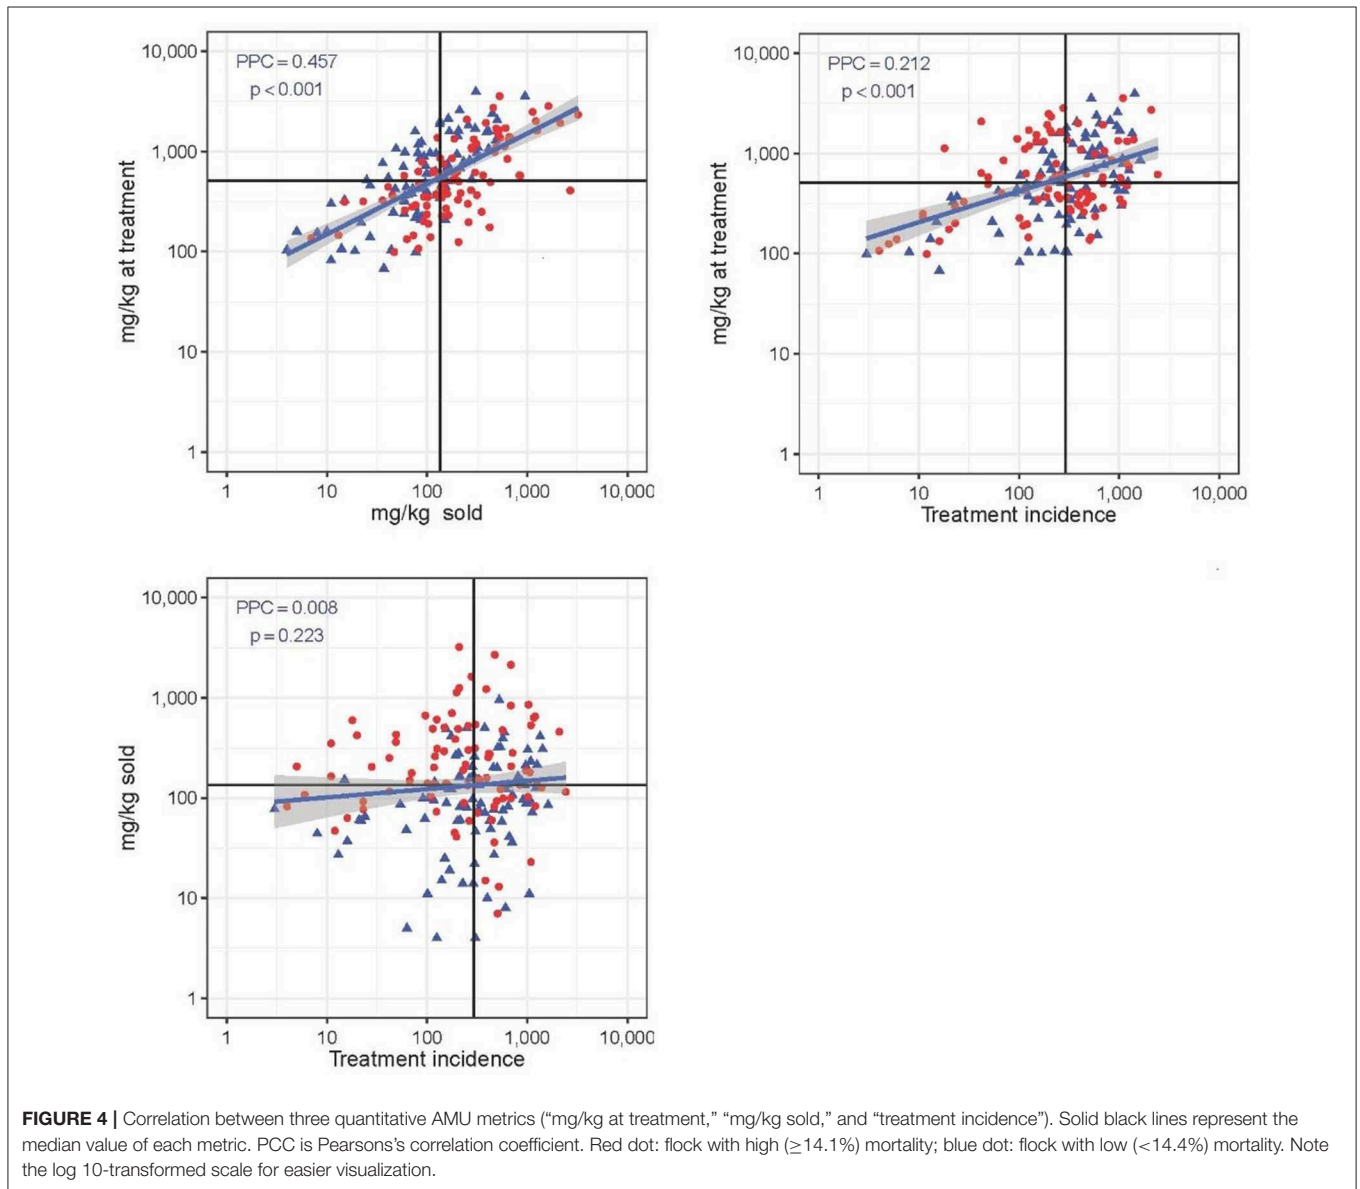 10,000
PPC = 0.457
p < 0.001
1,000
100
10
1
mg/kg at treatment
1 10 100 1,000 10,000
mg/kg sold
10,000
PPC = 0.212
p < 0.001
1,000
100
10
1
mg/kg at treatment
1 10 100 1,000 10,000
Treatment incidence
10,000
PPC = 0.008
p = 0.223
1,000
100
10
1
mg/kg sold
1 10 100 1,000 10,000
Treatment incidence
FIGURE 4 | Correlation between three quantitative AMU metrics (“mg/kg at treatment,” “mg/kg sold,” and “treatment incidence”). Solid black lines represent the
median value of each metric. PCC is Pearsons’s correlation coefficient. Red dot: flock with high (≥14.1%) mortality; blue dot: flock with low (<14.4%) mortality. Note
the log 10-transformed scale for easier visualization.